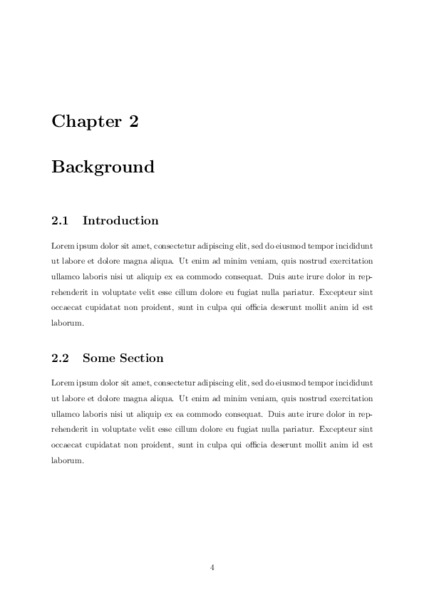 Chapter 2
Background
2.1 Introduction
Lorem ipsum dolor sit amet, consectetur adipiscing elit, sed do eiusmod tempor incididunt
ut labore et dolore magna aliqua. Ut enim ad minim veniam, quis nostrud exercitation
ullamco laboris nisi ut aliquip ex ea commodo consequat. Duis aute irure dolor in rep-
rehenderit in voluptate velit esse cillum dolore eu fugiat nulla pariatur. Excepteur sint
occaecat cupidatat non proident, sunt in culpa qui officia deserunt mollit anim id est
laborum.
2.2 Some Section
Lorem ipsum dolor sit amet, consectetur adipiscing elit, sed do eiusmod tempor incididunt
ut labore et dolore magna aliqua. Ut enim ad minim veniam, quis nostrud exercitation
ullamco laboris nisi ut aliquip ex ea commodo consequat. Duis aute irure dolor in rep-
rehenderit in voluptate velit esse cillum dolore eu fugiat nulla pariatur. Excepteur sint
occaecat cupidatat non proident, sunt in culpa qui officia deserunt mollit anim id est
laborum.
4